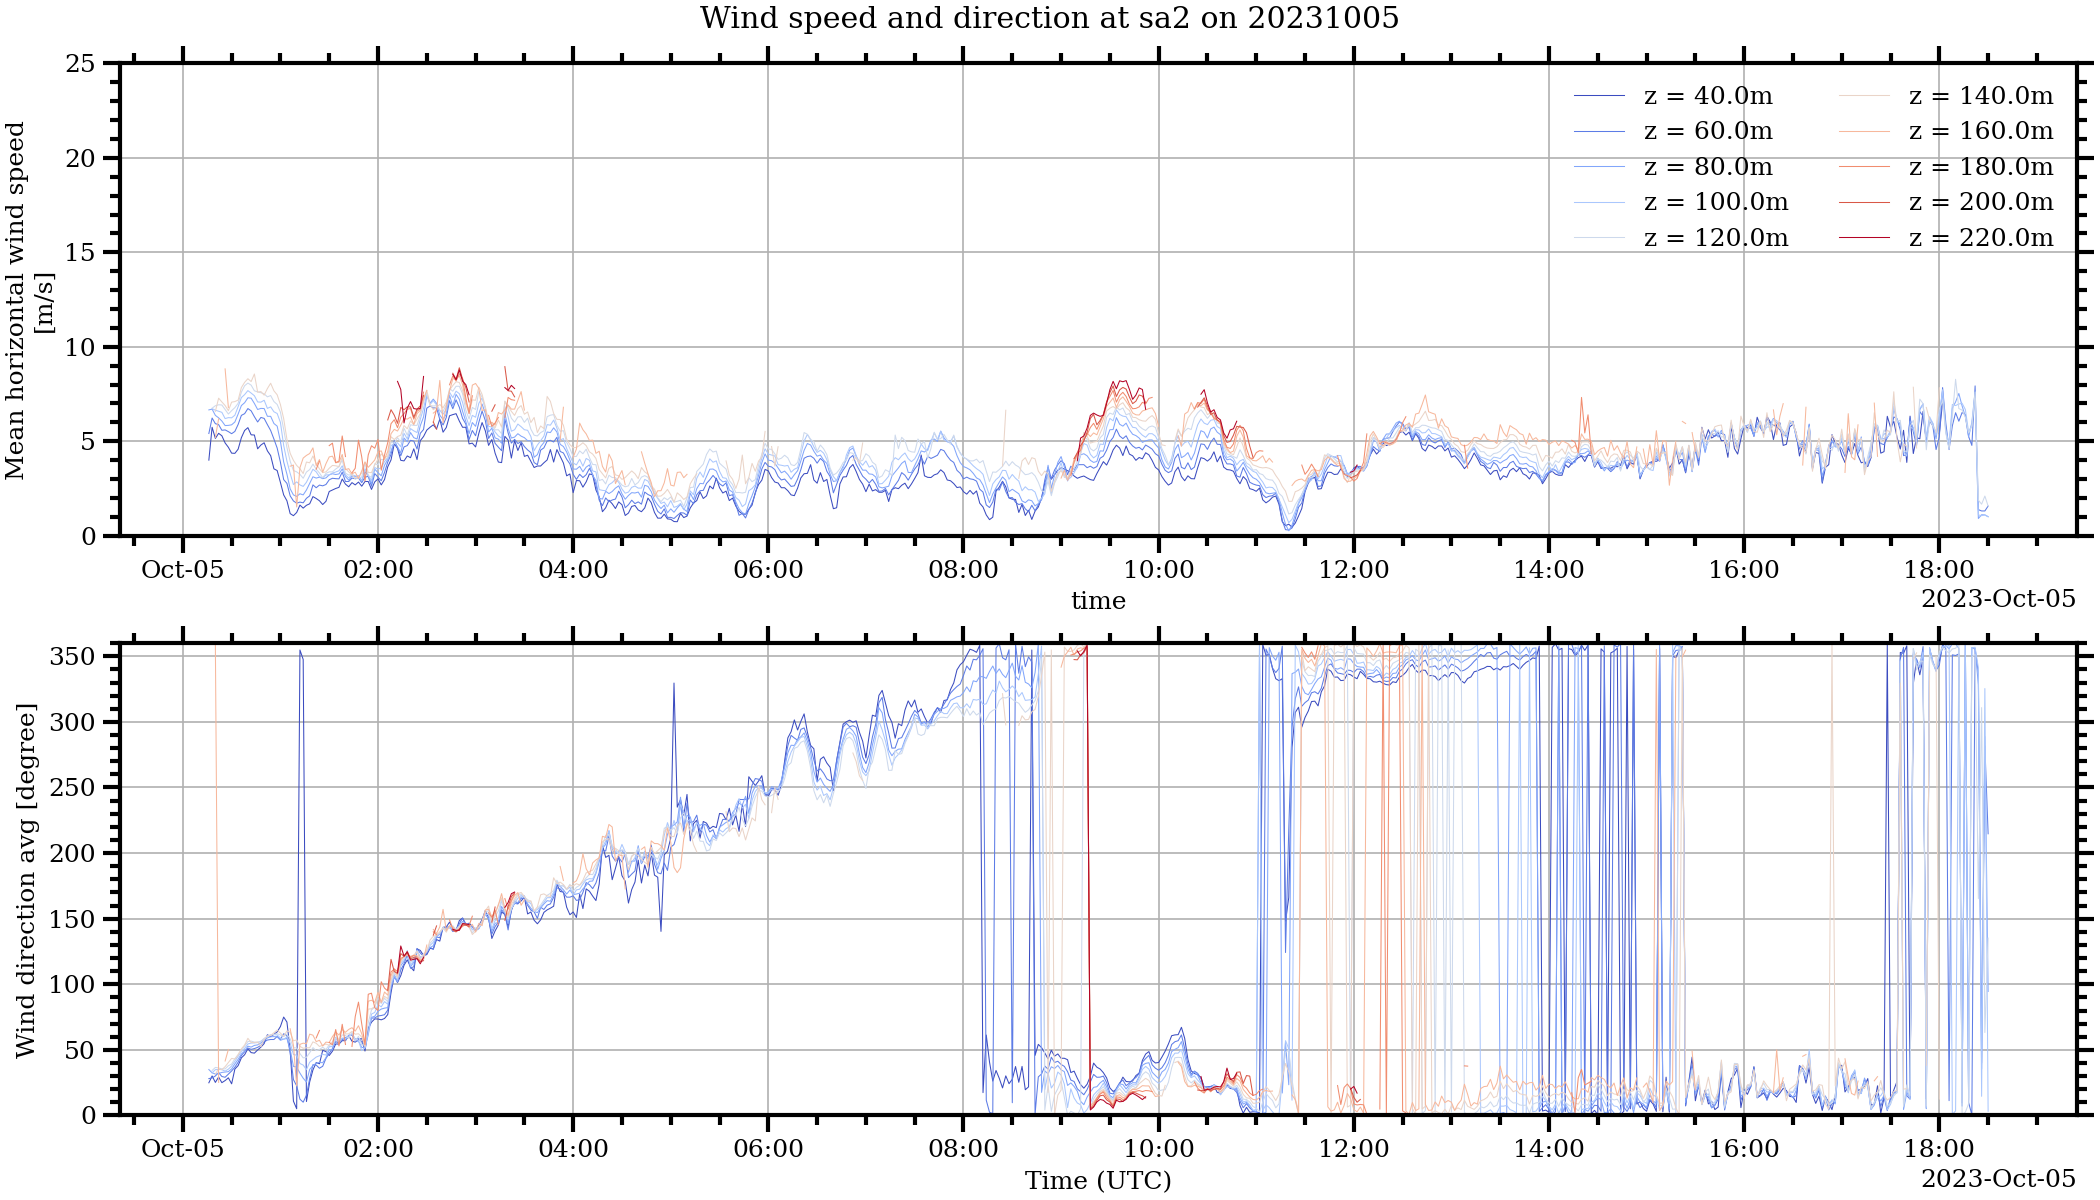 Wind speed and direction at sa2 on 20231005
25
20
15
10
5
0
Mean horizontal wind speed
[m/s]
z = 40.0m
z = 60.0m
z = 80.0m
z = 100.0m
z = 120.0m
z = 140.0m
z = 160.0m
z = 180.0m
z = 200.0m
z = 220.0m
Oct-05 02:00 04:00 06:00 08:00 10:00 12:00 14:00 16:00 18:00
time
2023-Oct-05
350
300
250
200
150
100
50
0
Wind direction avg [degree]
Oct-05 02:00 04:00 06:00 08:00 10:00 12:00 14:00 16:00 18:00
Time (UTC)
2023-Oct-05